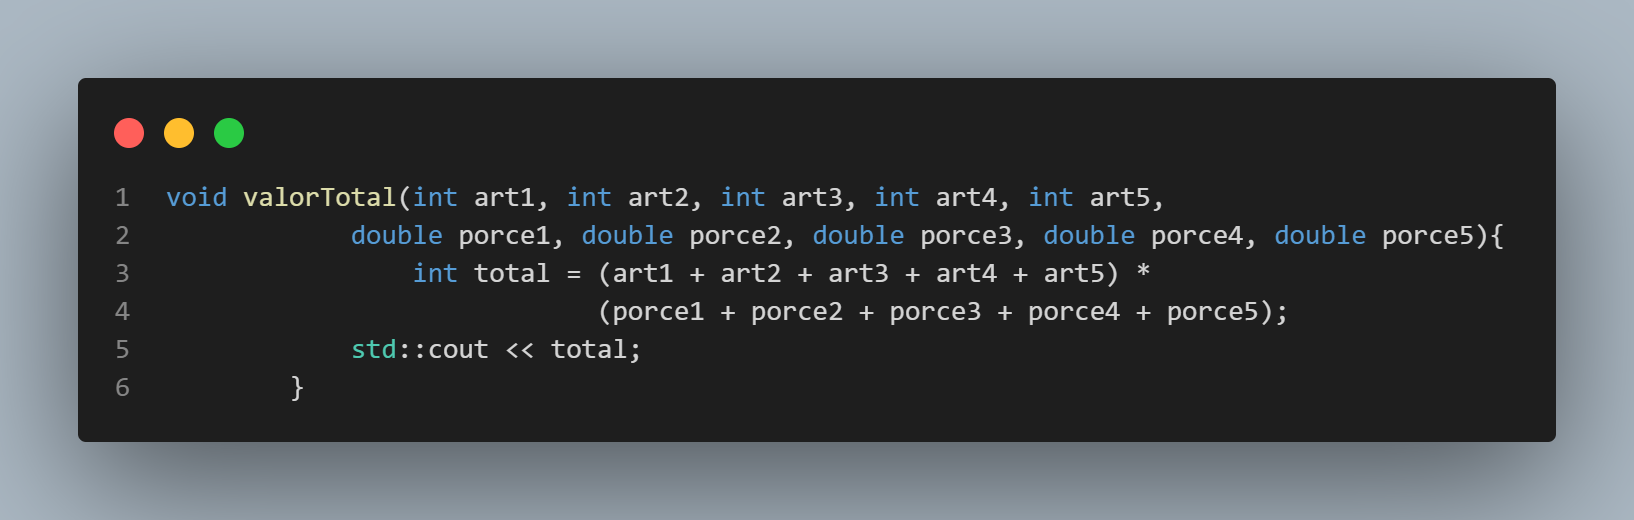 1 void valorTotal(int art1, int art2, int art3, int art4, int art5,
2 double porce1, double porce2, double porce3, double porce4, double porce5){
3 int total = (art1 + art2 + art3 + art4 + art5) *
4 (porce1 + porce2 + porce3 + porce4 + porce5);
5 std::cout << total;
6 }